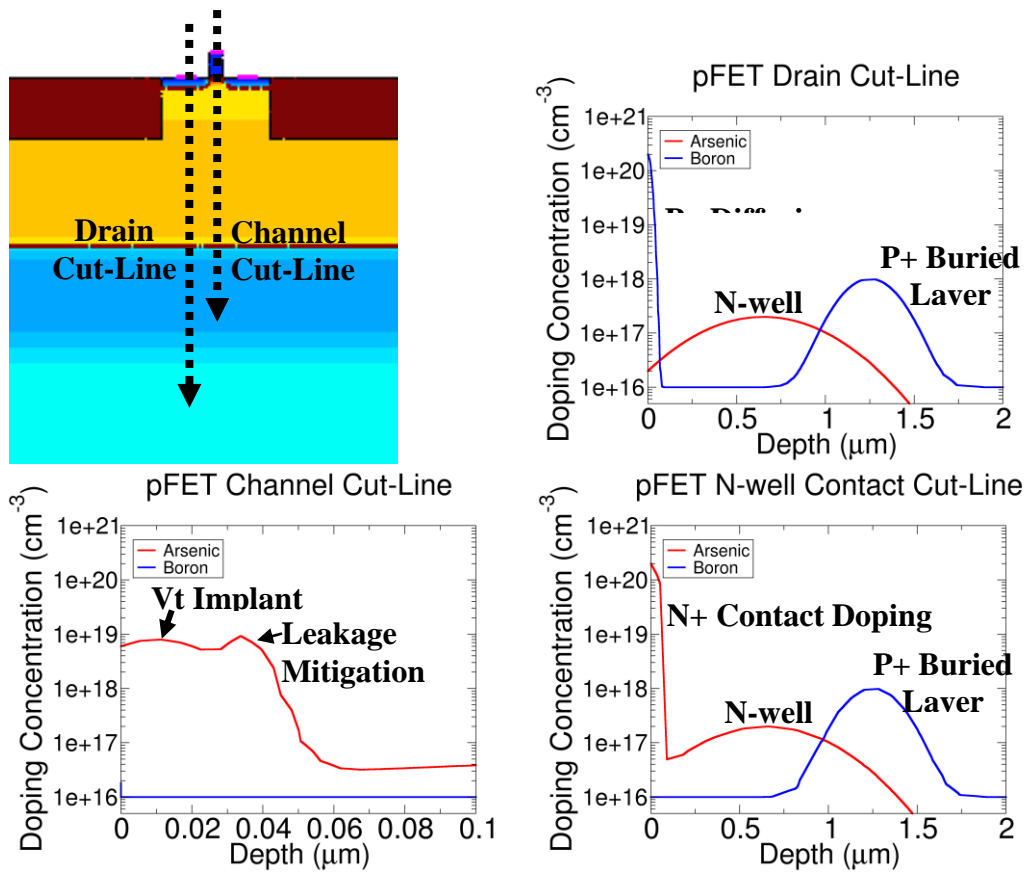 Drain
Cut-Line
Channel
Cut-Line
pFET Drain Cut-Line
Doping Concentration (cm-3)
1e+21
1e+20
1e+19
1e+18
1e+17
1e+16
Arsenic
Boron
N-well
P+ Buried
Layer
0 0.5 1 1.5 2
Depth (μm)
pFET Channel Cut-Line
Doping Concentration (cm-3)
1e+21
1e+20
1e+19
1e+18
1e+17
1e+16
Arsenic
Boron
Vt Implant
Leakage
Mitigation
0 0.02 0.04 0.06 0.08 0.1
Depth (μm)
pFET N-well Contact Cut-Line
Doping Concentration (cm-3)
1e+21
1e+20
1e+19
1e+18
1e+17
1e+16
Arsenic
Boron
N+ Contact Doping
P+ Buried
Layer
N-well
0 0.5 1 1.5 2
Depth (μm)